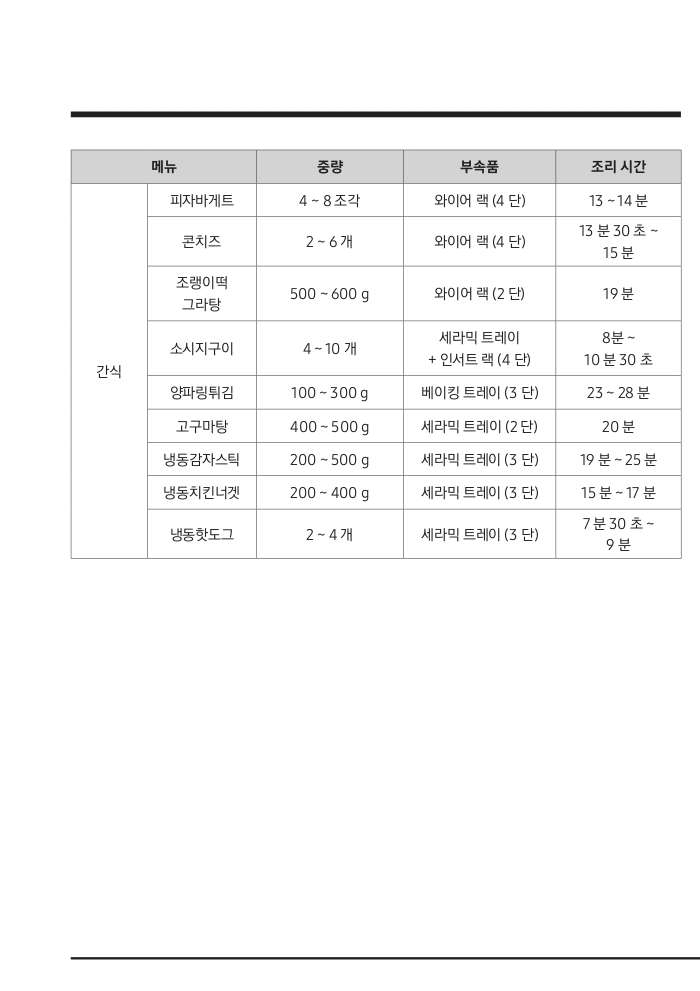 메뉴 중량 부속품 조리 시간
간식
피자바게트 4 ~ 8 조각 와이어 랙 (4 단) 13 ~ 14 분
콘치즈 2 ~ 6 개 와이어 랙 (4 단) 13 분 30 초 ~
15 분
조랭이떡
그라탕 500 ~ 600 g 와이어 랙 (2 단) 19 분
소시지구이 4 ~ 10 개 세라믹 트레이
+ 인서트 랙 (4 단) 8분 ~
10 분 30 초
양파링튀김 100 ~ 300 g 베이킹 트레이 (3 단) 23 ~ 28 분
고구마탕 400 ~ 500 g 세라믹 트레이 (2 단) 20 분
냉동감자스틱 200 ~ 500 g 세라믹 트레이 (3 단) 19 분 ~ 25 분
냉동치킨너겟 200 ~ 400 g 세라믹 트레이 (3 단) 15 분 ~ 17 분
냉동핫도그 2 ~ 4 개 세라믹 트레이 (3 단) 7 분 30 초 ~
9 분